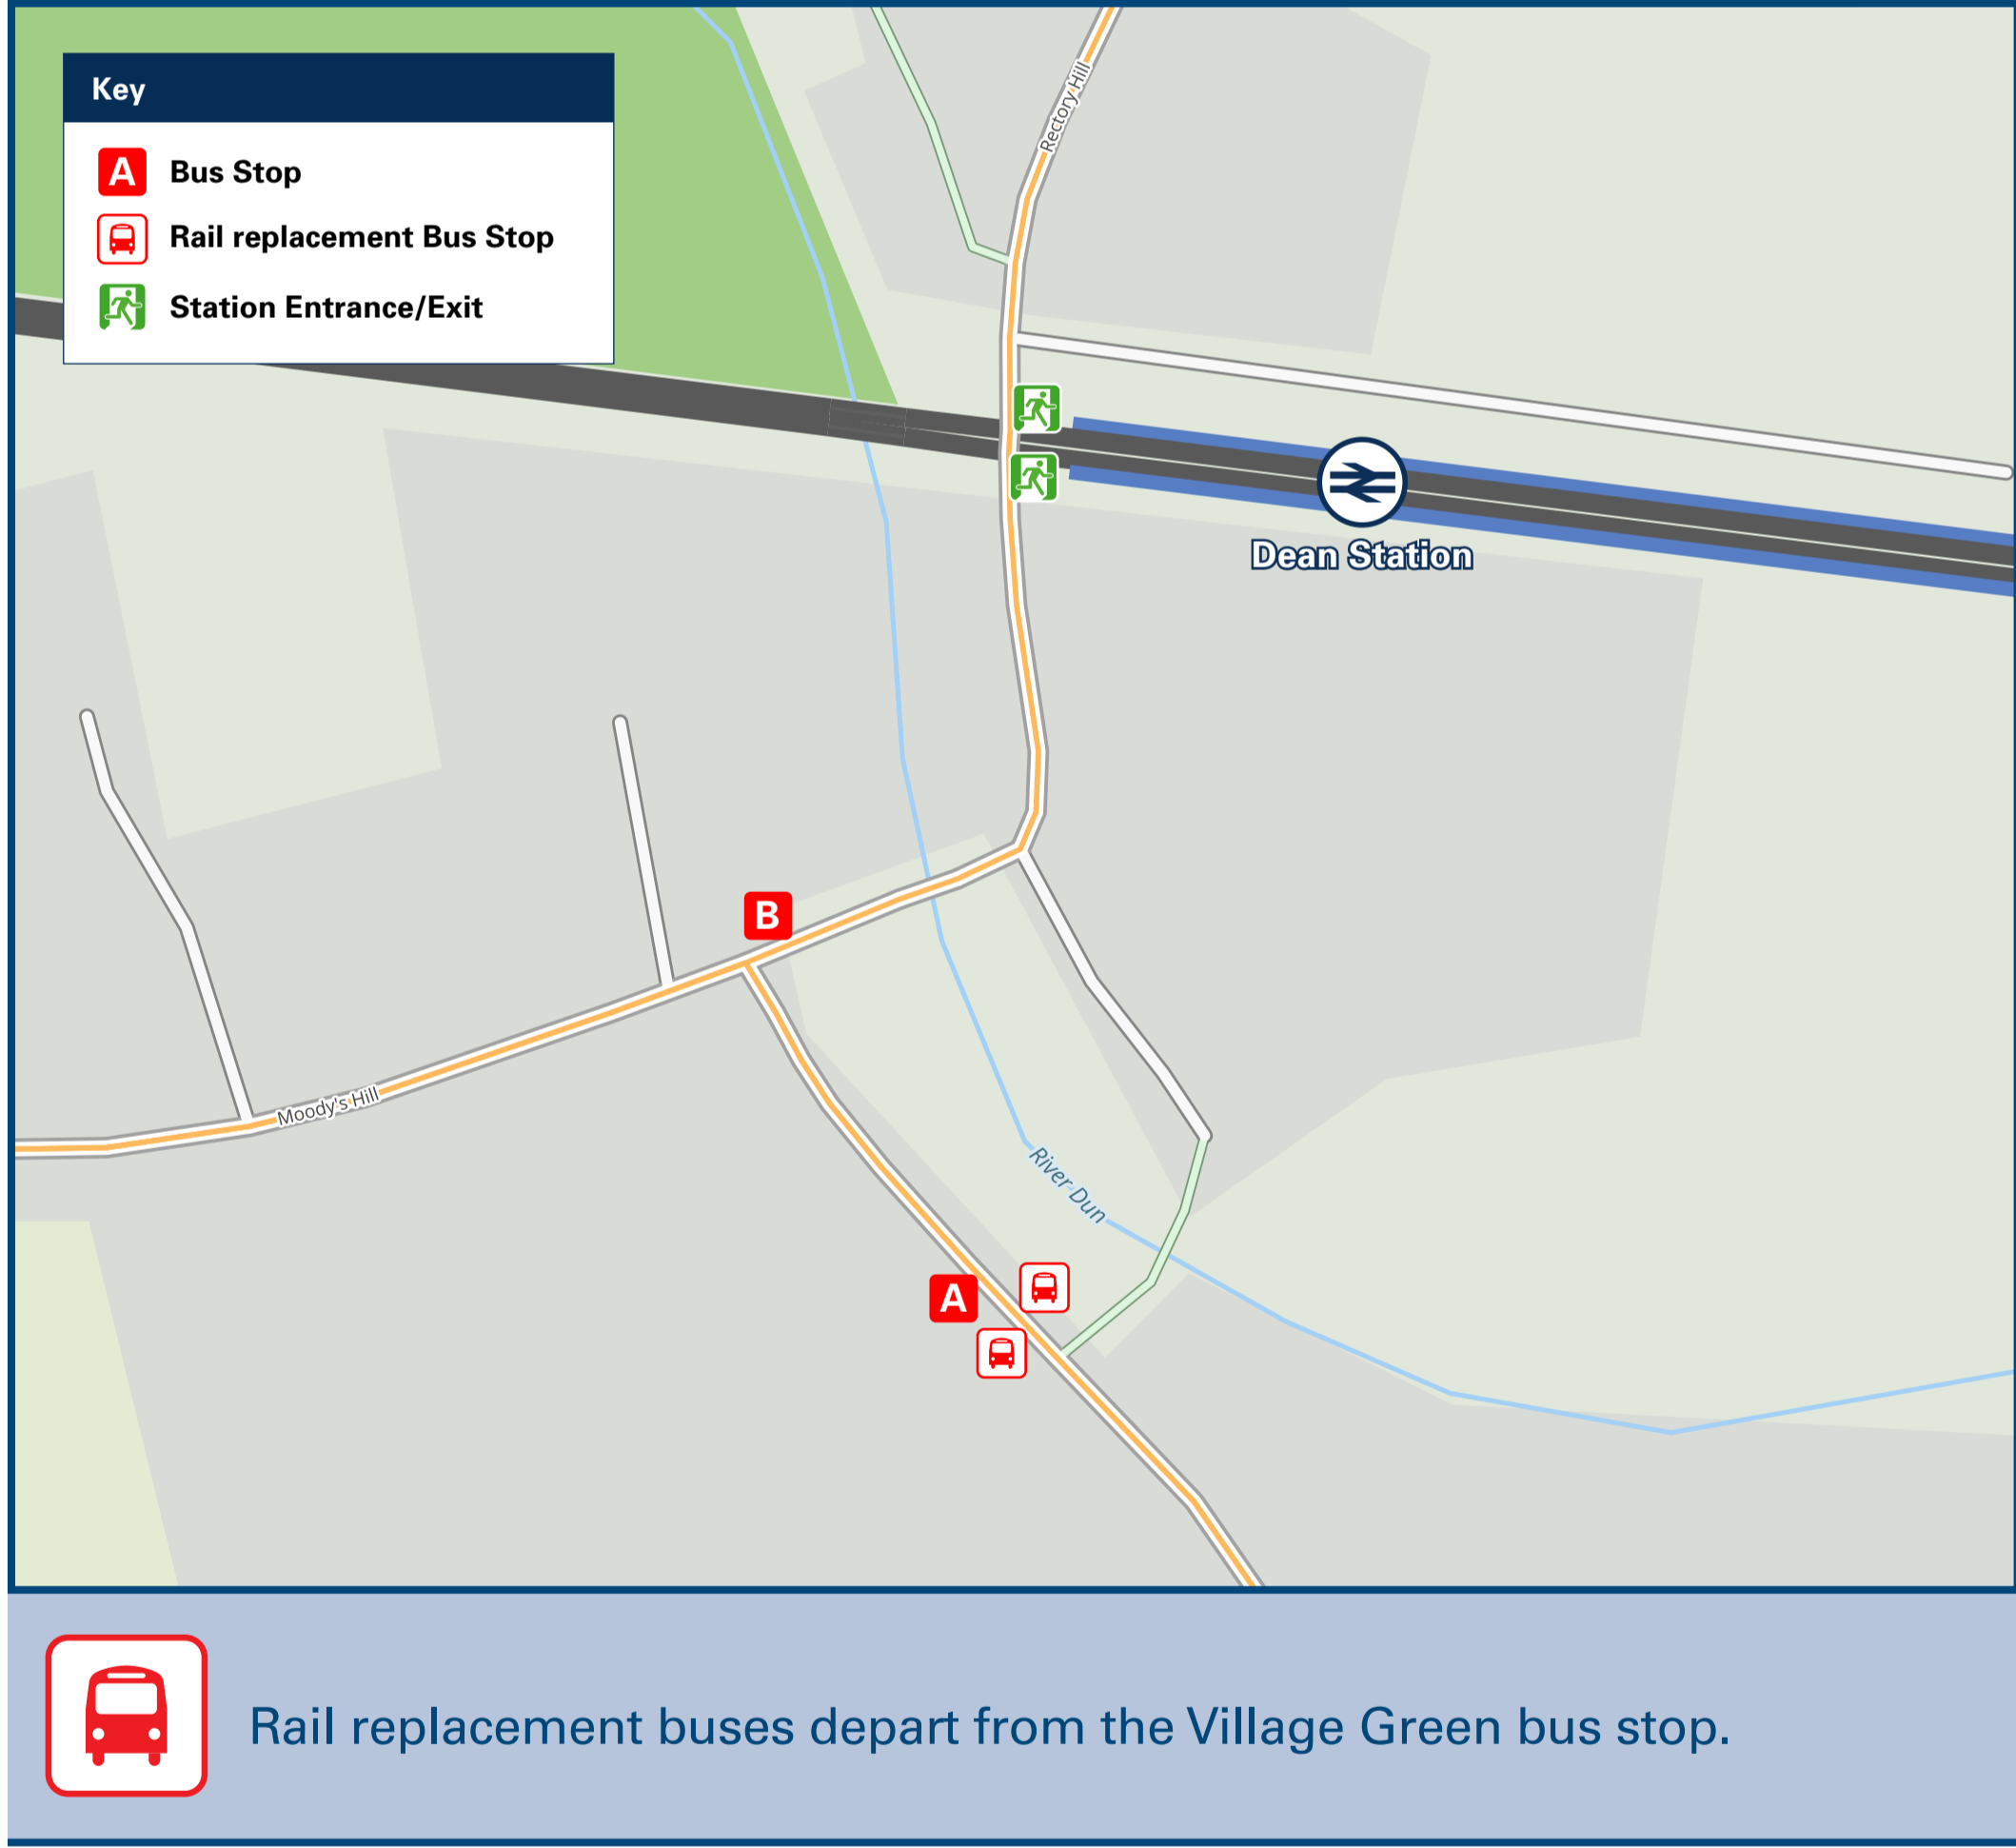 Key
A Bus Stop
Rail replacement Bus Stop
Station Entrance/Exit
Rectory Hill
Dean Station
B
Moody's Hill
River Dun
A
Rail replacement buses depart from the Village Green bus stop.